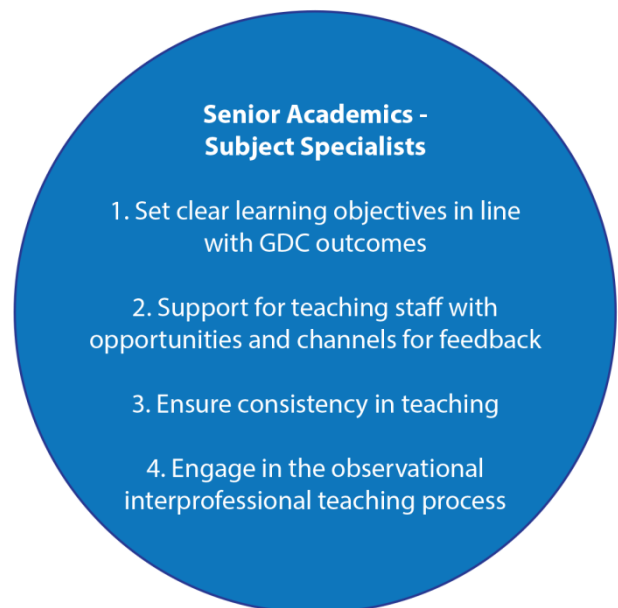 Senior Academics -
Subject Specialists
1. Set clear learning objectives in line
with GDC outcomes
2. Support for teaching staff with
opportunities and channels for feedback
3. Ensure consistency in teaching
4. Engage in the observational
interprofessional teaching process